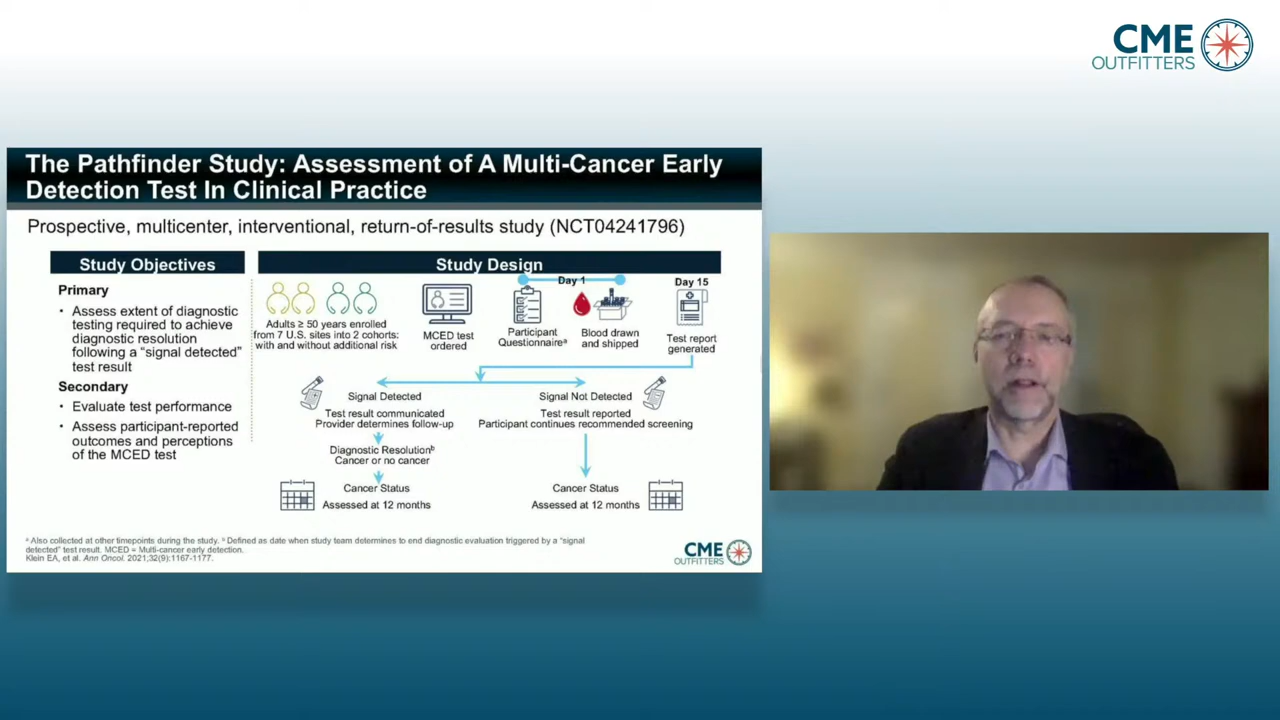 CME
OUTFITTERS
The Pathfinder Study: Assessment of A Multi-Cancer Early
Detection Test In Clinical Practice
Prospective, multicenter, interventional, return-of-results study (NCT04241796)
Study Objectives
Primary
• Assess extent of diagnostic
testing required to achieve
diagnostic resolution
following a “signal detected”
test result
Secondary
• Evaluate test performance
• Assess participant-reported
outcomes and perceptions
of the MCED test
Study Design
Adults ≥ 50 years enrolled
from 7 U.S. sites into 2 cohorts:
with and without additional risk
MCED test
ordered
Day 1
Participant
Questionnaireᵃ
Blood drawn
and shipped
Day 15
Test report
generated
Signal Detected
Test result communicated
Provider determines follow-up
Diagnostic Resolutionᵇ
Cancer or no cancer
Cancer Status
Assessed at 12 months
Signal Not Detected
Test result reported
Participant continues recommended screening
Cancer Status
Assessed at 12 months
ᵃ Also collected at other timepoints during the study. ᵇ Defined as date when study team determines to end diagnostic evaluation triggered by a “signal
detected” test result. MCED = Multi-cancer early detection.
Klein EA, et al. Ann Oncol. 2021;32(9):1167-1177.
CME
OUTFITTERS